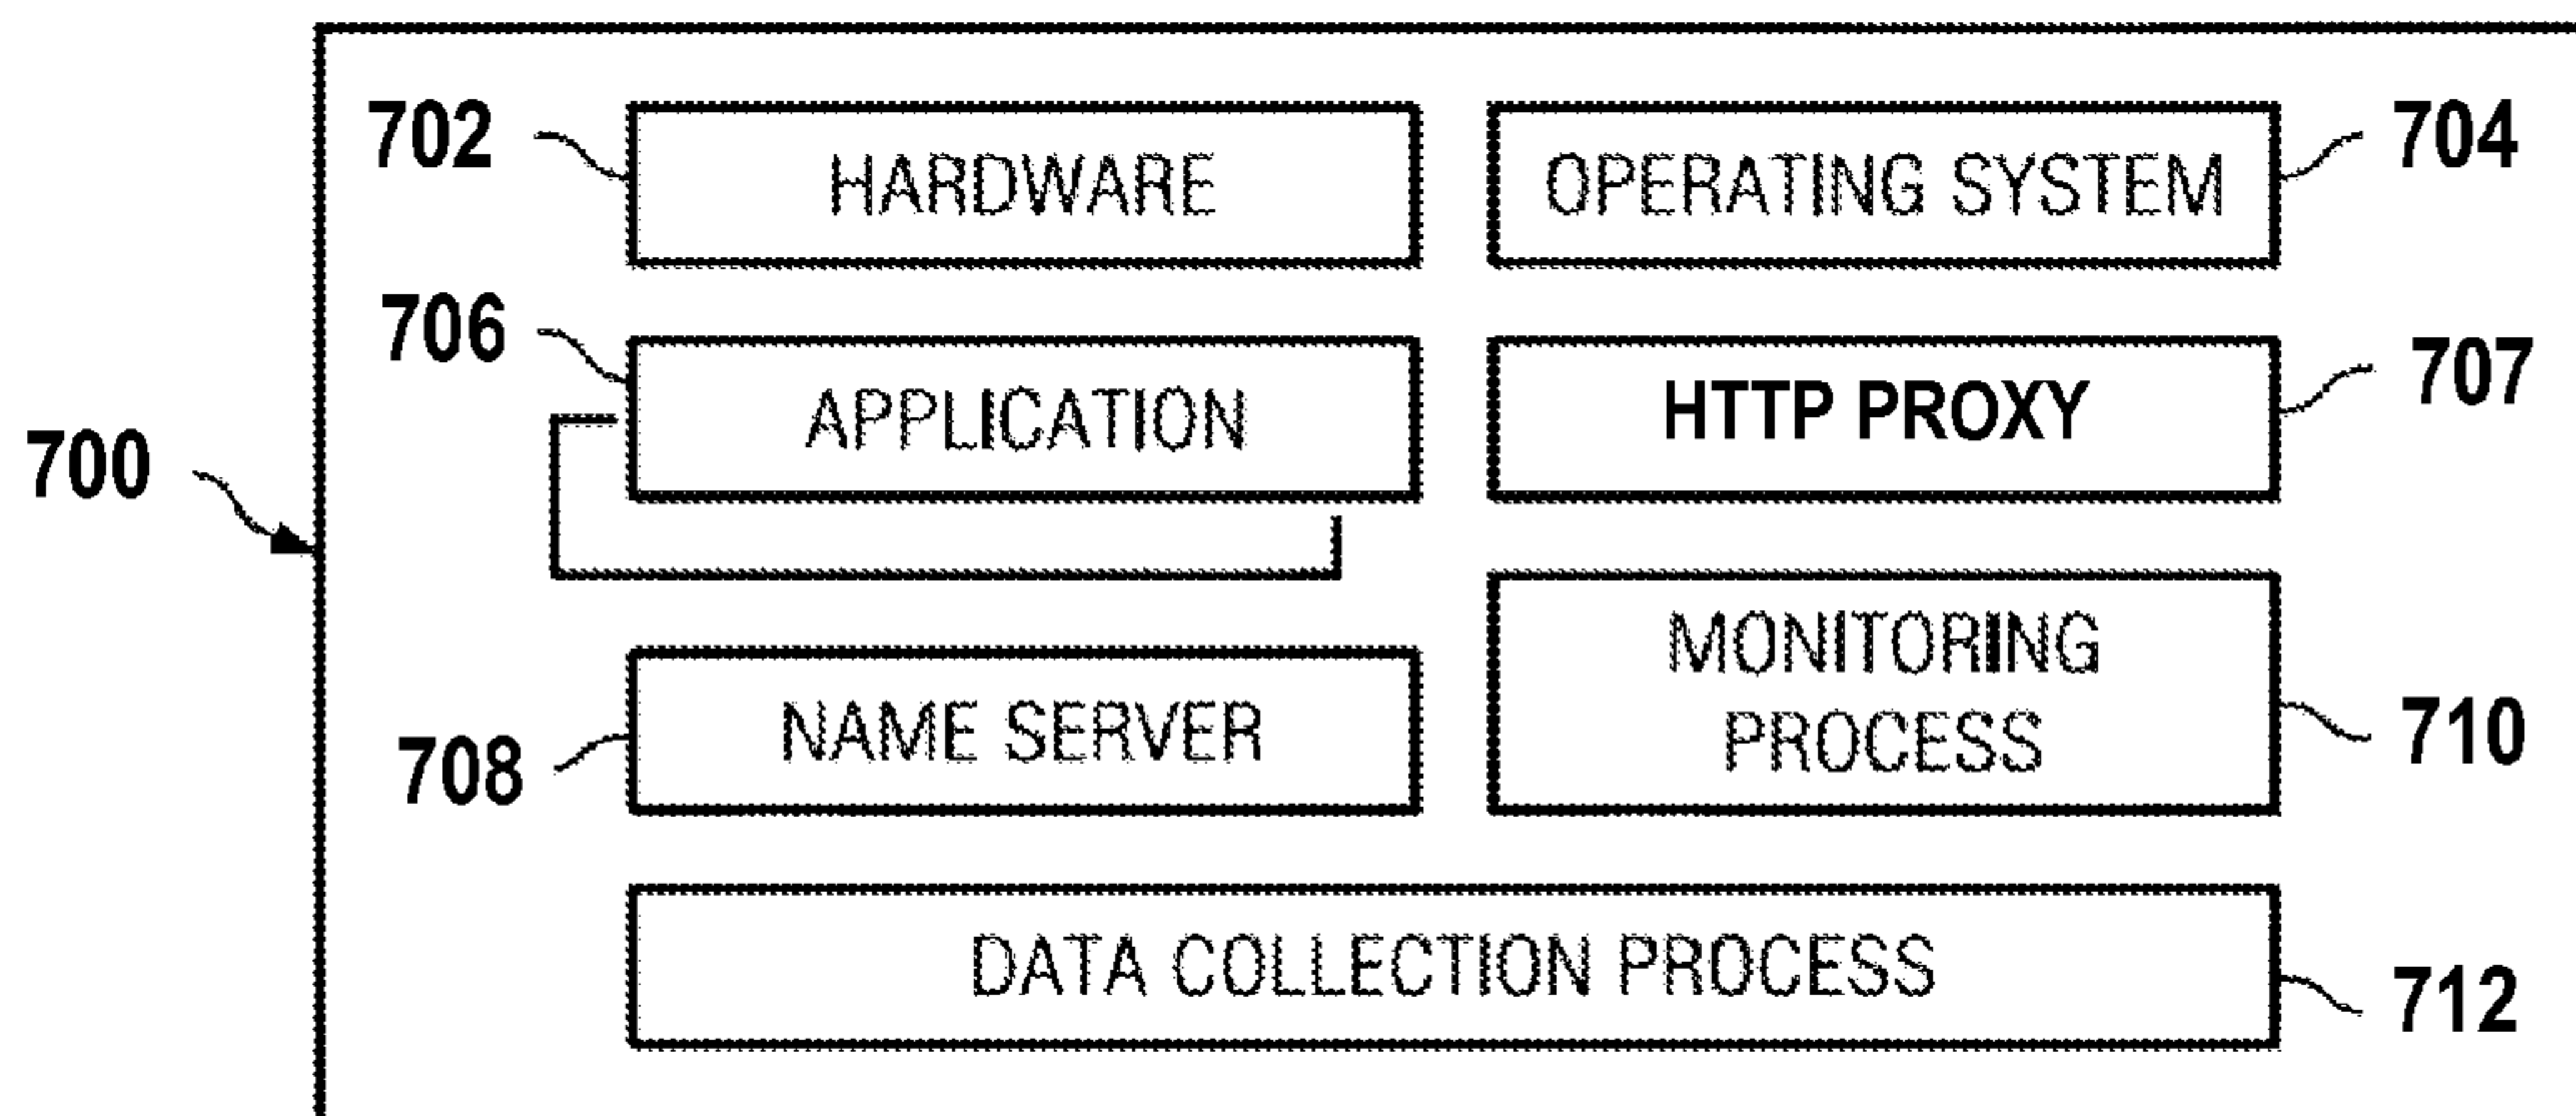 702 HARDWARE OPERATING SYSTEM 704
706 APPLICATION HTTP PROXY 707
700
708 NAME SERVER MONITORING
PROCESS 710
DATA COLLECTION PROCESS 712